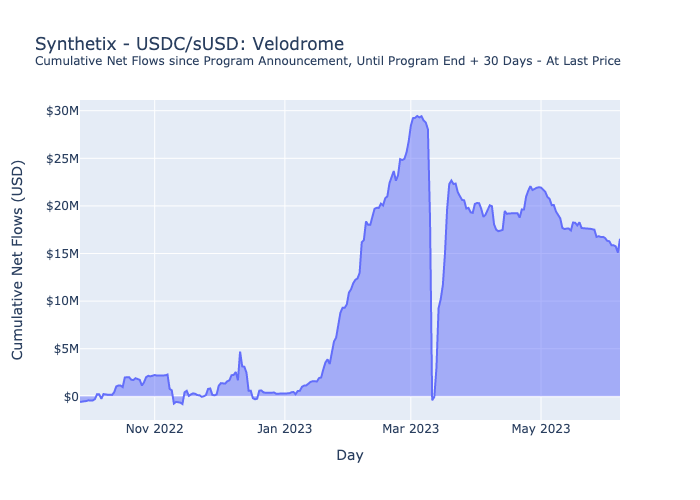 Synthetix - USDC/sUSD: Velodrome
Cumulative Net Flows since Program Announcement, Until Program End + 30 Days - At Last Price
Cumulative Net Flows (USD)
$30M
$25M
$20M
$15M
$10M
$5M
$0
Nov 2022
Jan 2023
Mar 2023
May 2023
Day